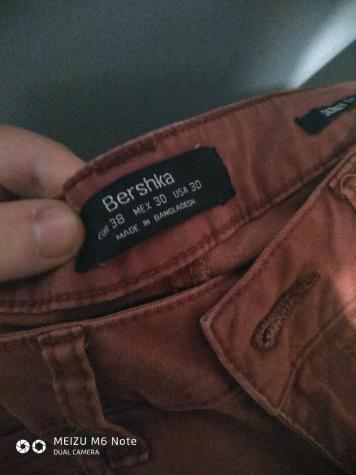 Bershka
EUR 38 MEX 30 USA 30
MADE IN BANGLADESH
MEIZU M6 Note
DUAL CAMERA